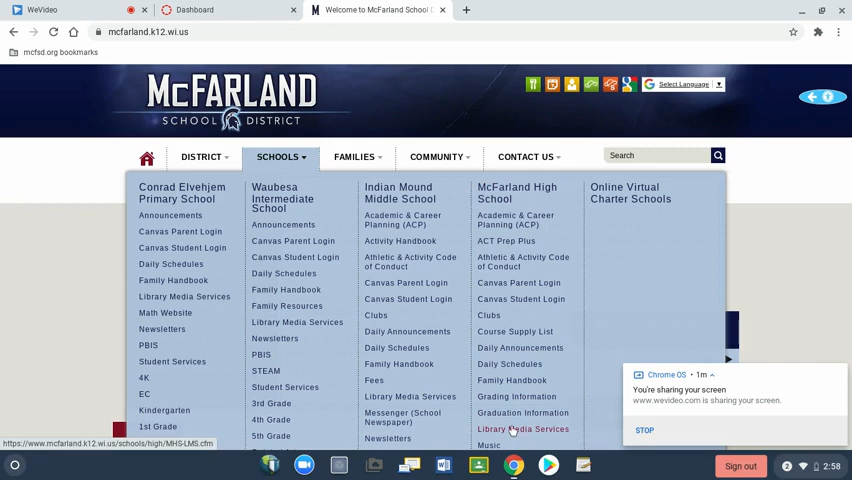 WeVideo
Dashboard
Welcome to McFarland School D
mcfarland.k12.wi.us
mcfsd.org bookmarks
MCFARLAND
SCHOOL DISTRICT
Select Language
DISTRICT
SCHOOLS
FAMILIES
COMMUNITY
CONTACT US
Search
Conrad Elvehjem
Primary School
Announcements
Canvas Parent Login
Canvas Student Login
Daily Schedules
Family Handbook
Library Media Services
Math Website
Newsletters
PBIS
Student Services
4K
EC
Kindergarten
1st Grade
Waubesa
Intermediate
School
Announcements
Canvas Parent Login
Canvas Student Login
Daily Schedules
Family Handbook
Family Resources
Library Media Services
Newsletters
PBIS
STEAM
Student Services
3rd Grade
4th Grade
5th Grade
Indian Mound
Middle School
Academic & Career
Planning (ACP)
Activity Handbook
Athletic & Activity Code
of Conduct
Canvas Parent Login
Canvas Student Login
Clubs
Daily Announcements
Daily Schedules
Family Handbook
Fees
Library Media Services
Messenger (School
Newspaper)
Newsletters
McFarland High
School
Academic & Career
Planning (ACP)
ACT Prep Plus
Athletic & Activity Code
of Conduct
Canvas Parent Login
Canvas Student Login
Clubs
Course Supply List
Daily Announcements
Daily Schedules
Family Handbook
Grading Information
Graduation Information
Library Media Services
Music
Online Virtual
Charter Schools
Chrome OS • 1m
You're sharing your screen
www.wevideo.com is sharing your screen.
STOP
https://www.mcfarland.k12.wi.us/schools/high/MHS-LMS.cfm
Sign out
2
2:58